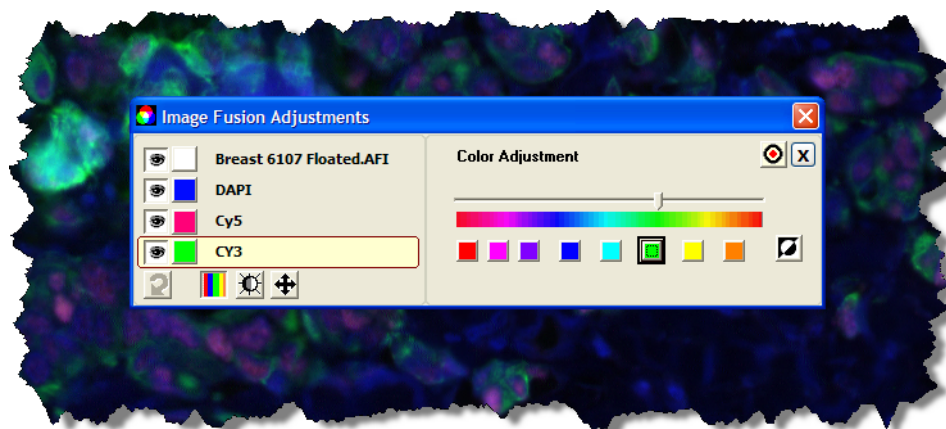 Image Fusion Adjustments
Breast 6107 Floated.AFI
DAPI
Cy5
CY3
Color Adjustment
X